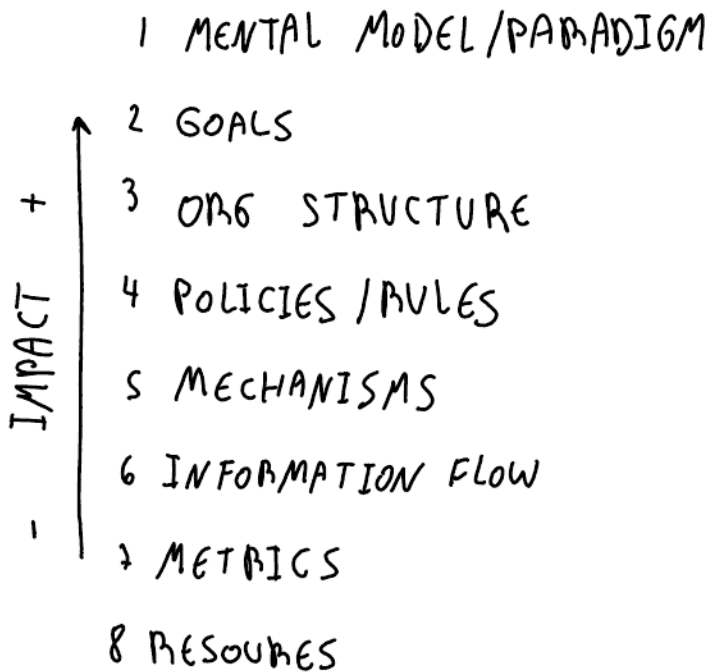 1 MENTAL MODEL/PARADIGM
2 GOALS
3 ORG STRUCTURE
4 POLICIES/RULES
5 MECHANISMS
6 INFORMATION FLOW
7 METRICS
8 RESOURES
+ IMPACT -